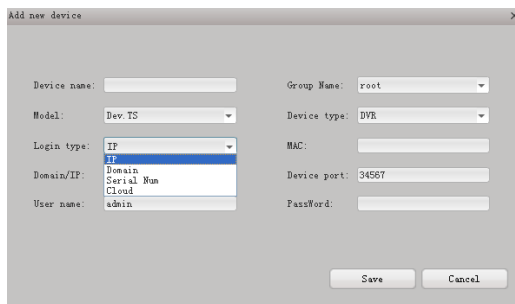 Add new device
Device name:
Group Name: root
Model: Dev.TS
Device type: DVR
Login type: IP
MAC:
IP
Domain
Serial Num
Cloud
Domain/IP:
Device port: 34567
User name: admin
PassWord:
Save Cancel